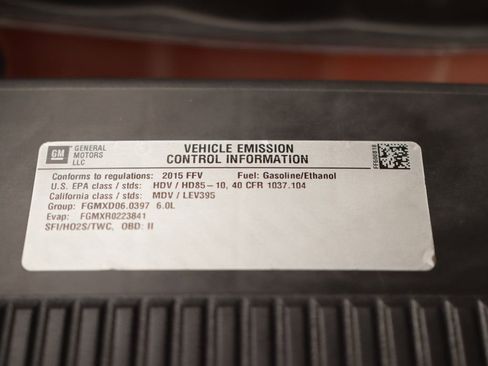 GM GENERAL MOTORS LLC
VEHICLE EMISSION
CONTROL INFORMATION
Conforms to regulations: 2015 FFV Fuel: Gasoline/Ethanol
U.S. EPA class / stds: HDV / HD85-10, 40 CFR 1037.104
California class / stds: MDV / LEV395
Group: FGMXD06.0397 6.0L
Evap: FGMXR0223841
SFI/HO2S/TWC, OBD: II